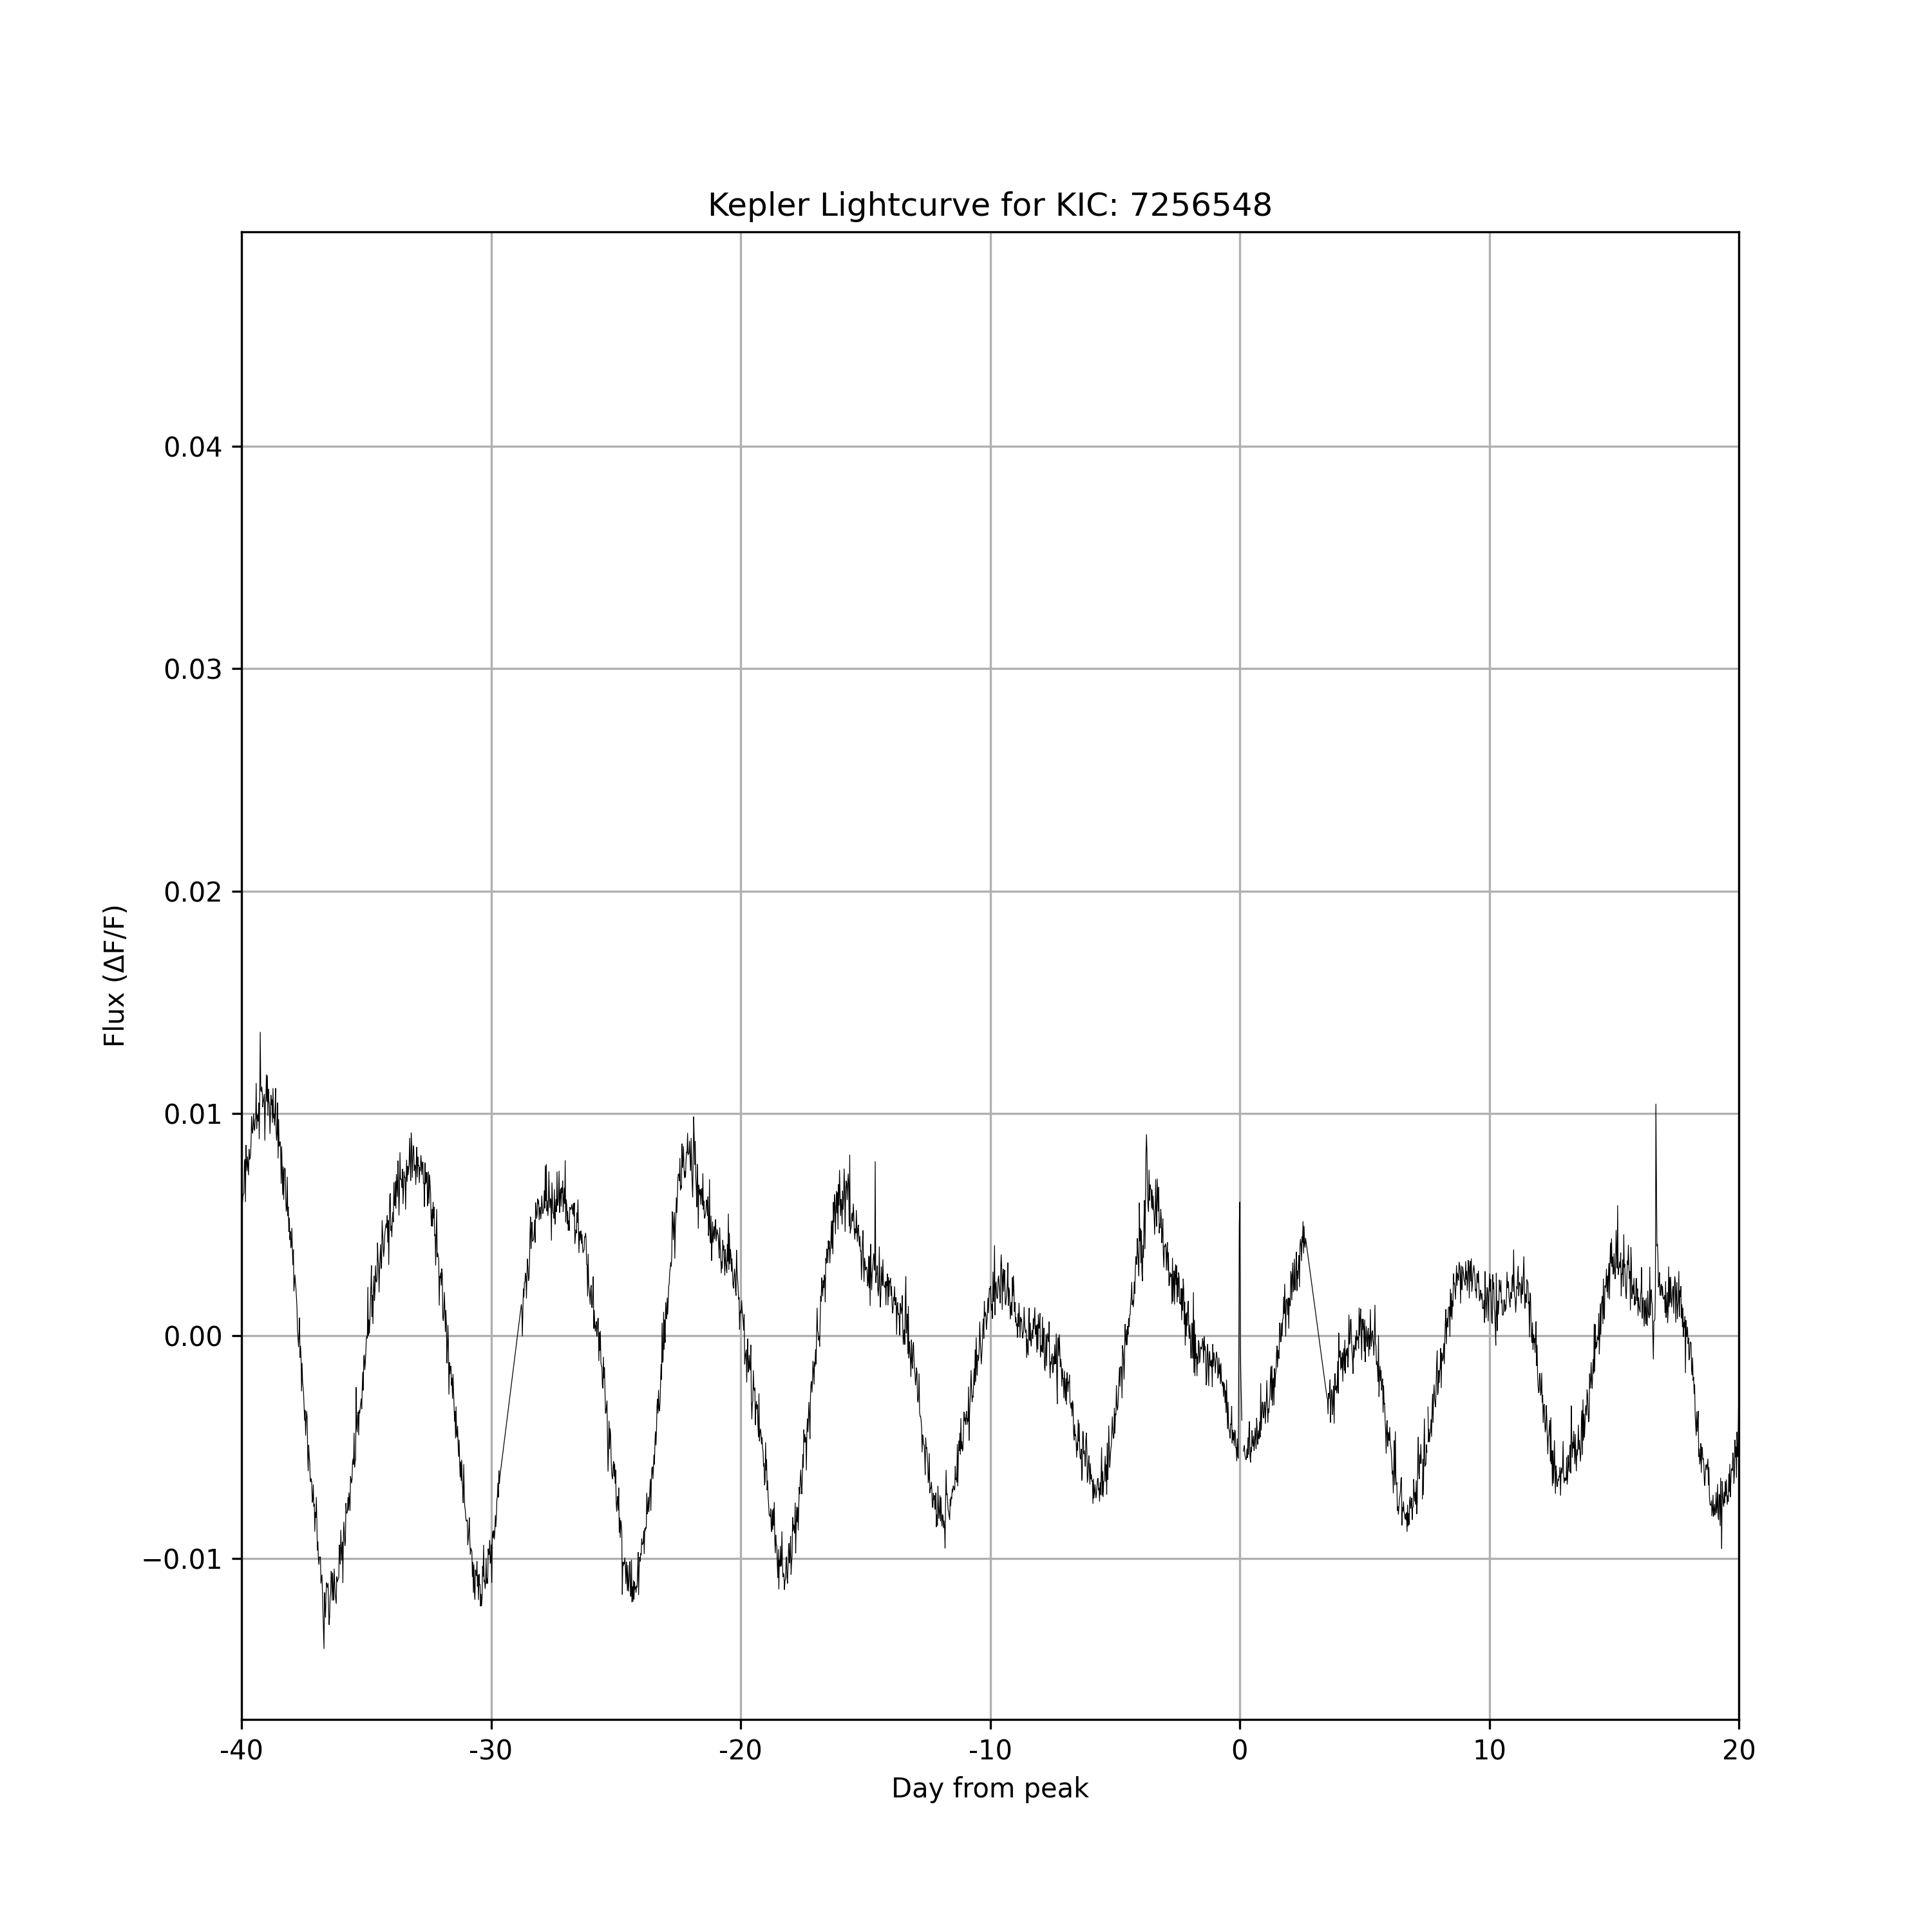 Kepler Lightcurve for KIC: 7256548
Flux (ΔF/F)
0.04
0.03
0.02
0.01
0.00
−0.01
-40 -30 -20 -10 0 10 20
Day from peak